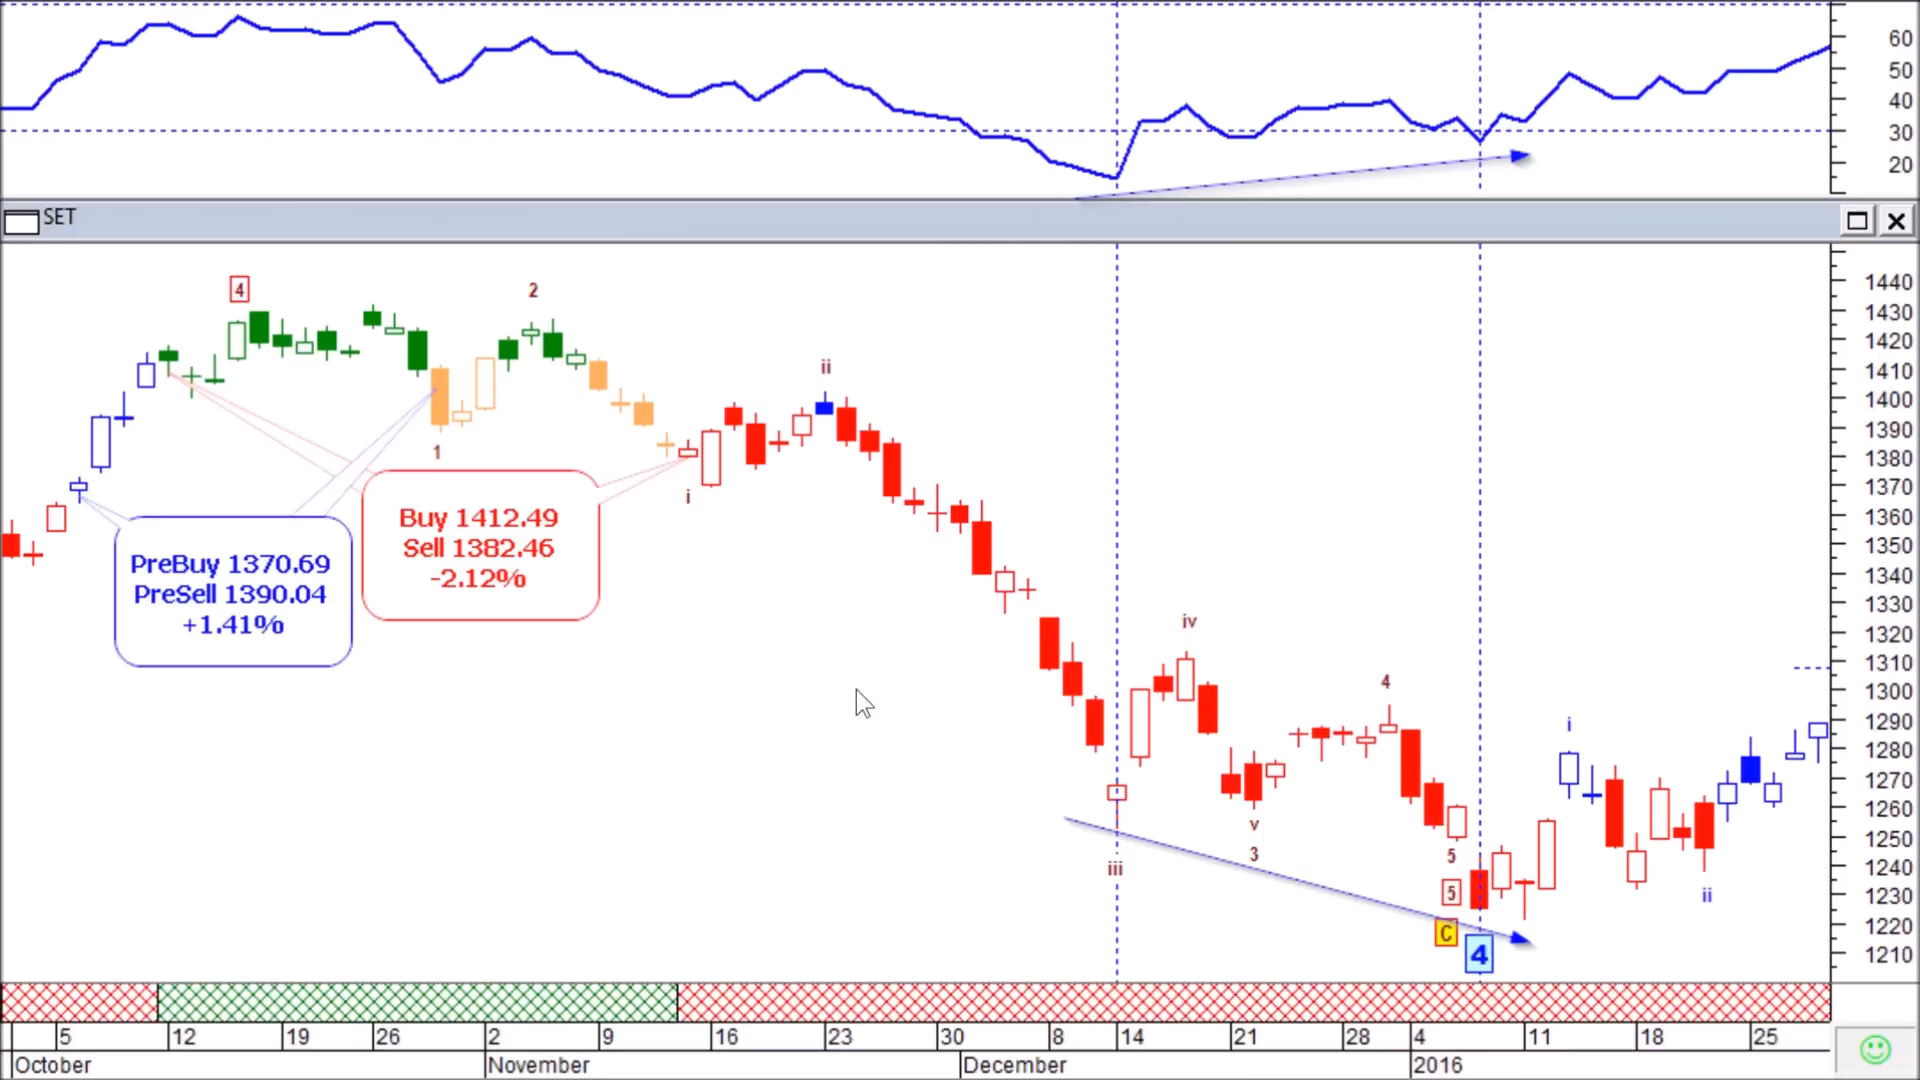 60
50
40
30
20
SET
1440
1430
1420
1410
1400
1390
1380
1370
1360
1350
1340
1330
1320
1310
1300
1290
1280
1270
1260
1250
1240
1230
1220
1210
4
2
1
ii
i
PreBuy 1370.69
PreSell 1390.04
+1.41%
Buy 1412.49
Sell 1382.46
-2.12%
iv
4
i
v
3
iii
5
5
C
4
ii
5 12 19 26 2 9 16 23 30 8 14 21 28 4 11 18 25
October November December 2016